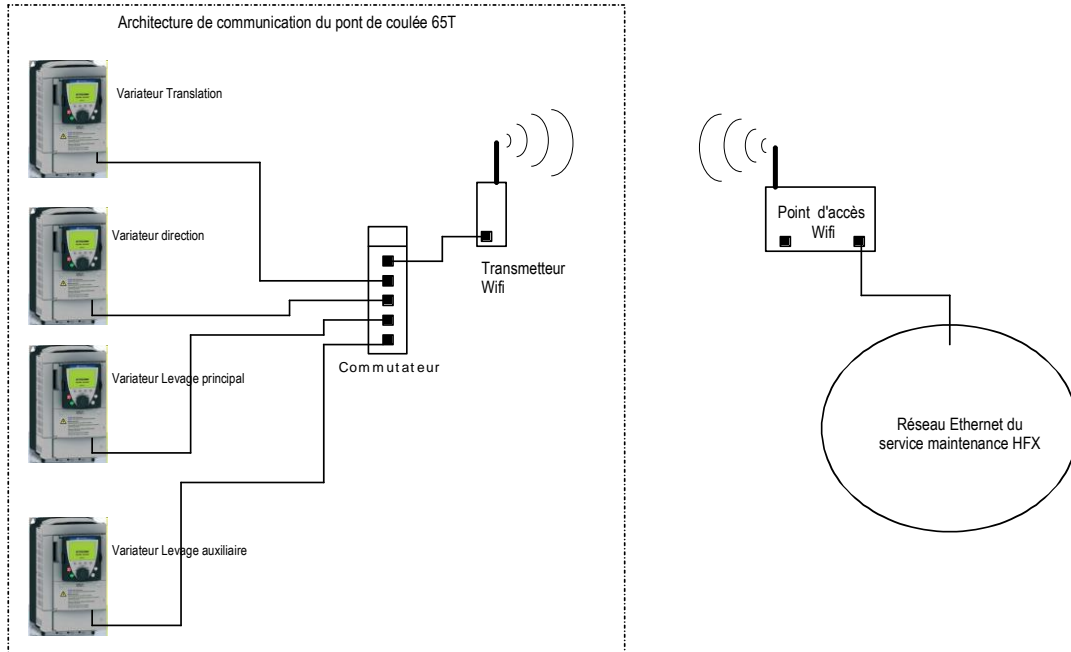 Architecture de communication du pont de coulée 65T
Variateur Translation
Variateur direction
Variateur Levage principal
Variateur Levage auxiliaire
Commutateur
Transmetteur
Wifi
Point d'accès
Wifi
Réseau Ethernet du
service maintenance HFX